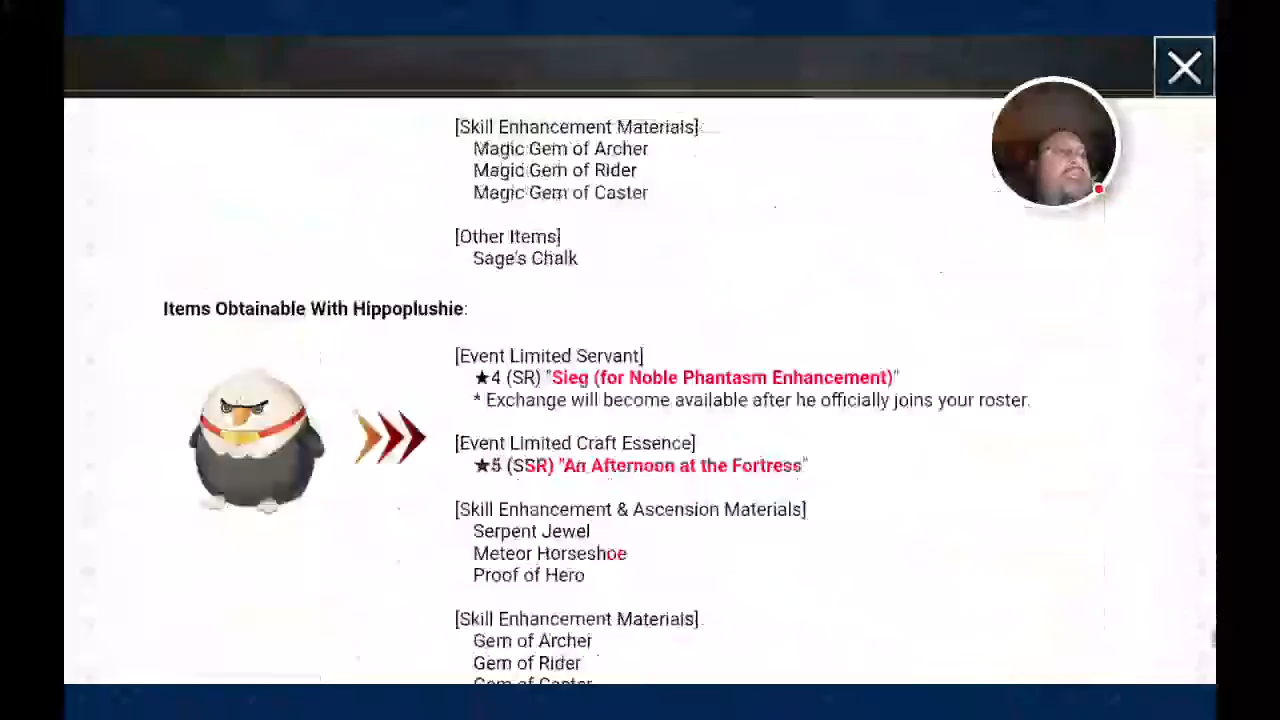 [Skill Enhancement Materials]
Magic Gem of Archer
Magic Gem of Rider
Magic Gem of Caster
[Other Items]
Sage's Chalk
Items Obtainable With Hippoplushie:
[Event Limited Servant]
★4 (SR) "Sieg (for Noble Phantasm Enhancement)"
* Exchange will become available after he officially joins your roster.
[Event Limited Craft Essence]
★5 (SSR) "An Afternoon at the Fortress"
[Skill Enhancement & Ascension Materials]
Serpent Jewel
Meteor Horseshoe
Proof of Hero
[Skill Enhancement Materials]
Gem of Archer
Gem of Rider
Gem of Caster